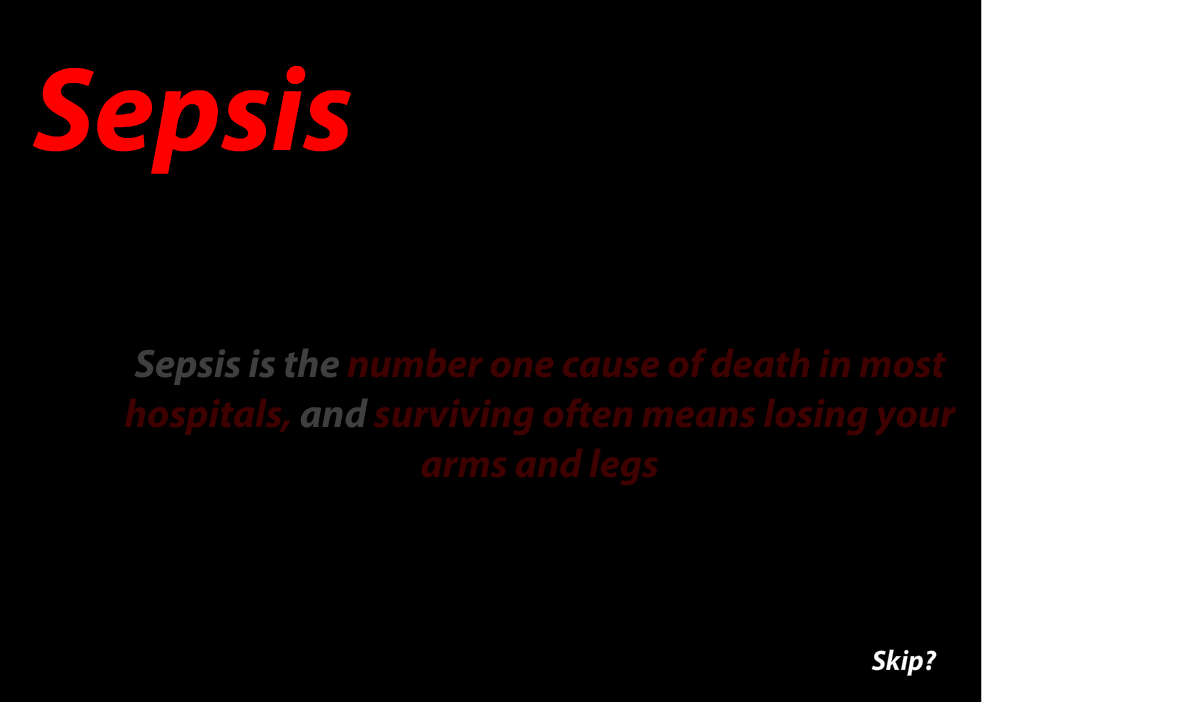 Sepsis
Sepsis is the number one cause of death in most
hospitals, and surviving often means losing your
arms and legs
Skip?